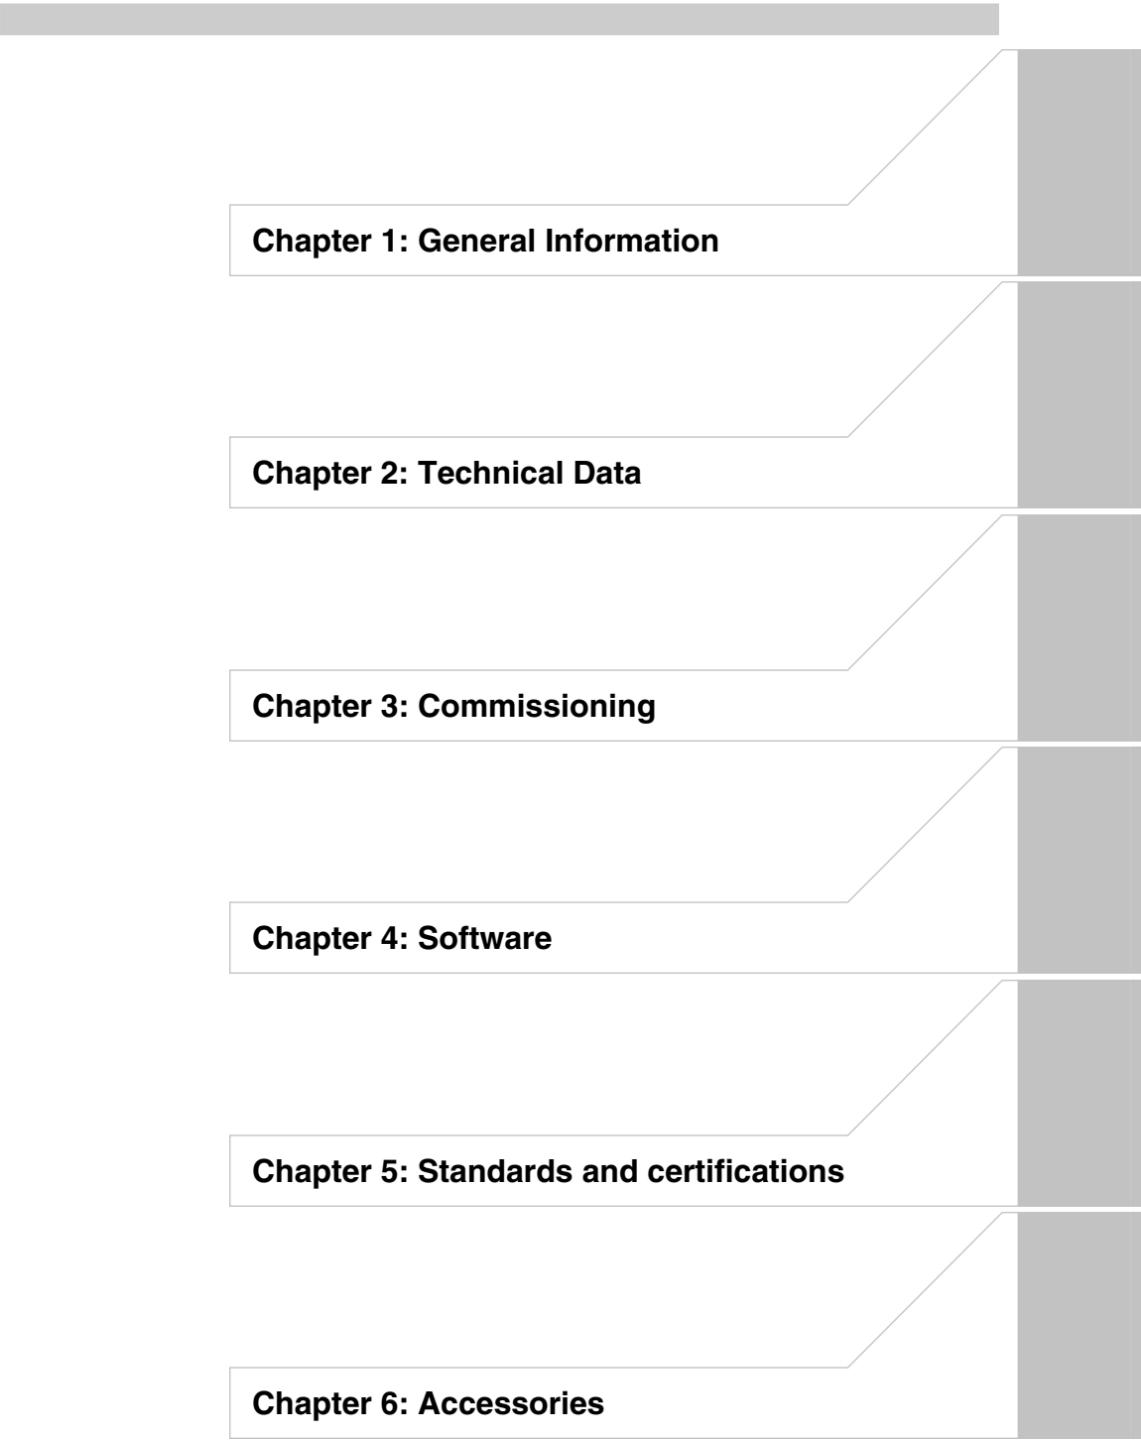 Chapter 1: General Information
Chapter 2: Technical Data
Chapter 3: Commissioning
Chapter 4: Software
Chapter 5: Standards and certifications
Chapter 6: Accessories